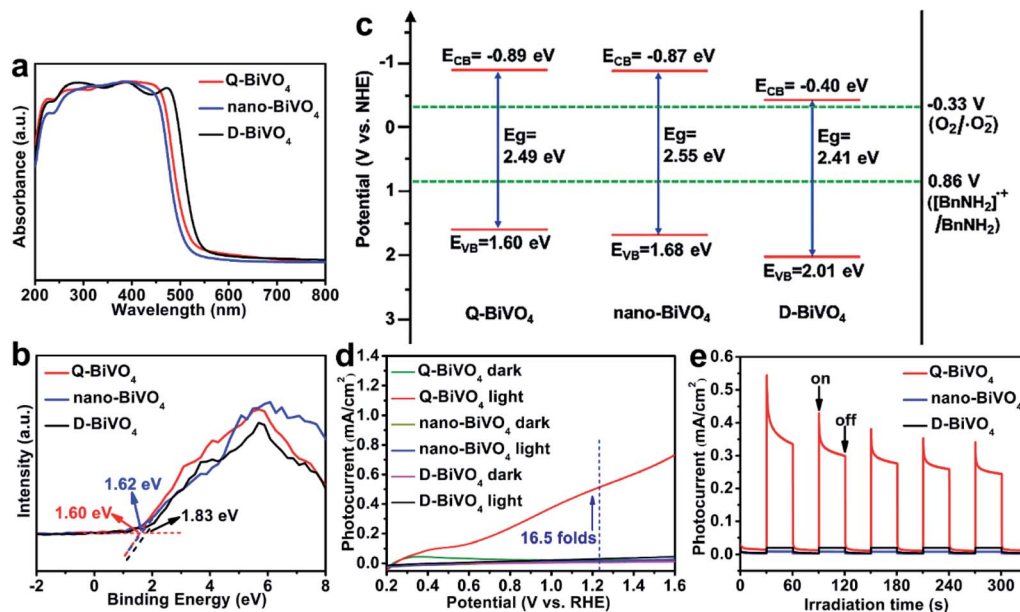 a
Q-BiVO₄
nano-BiVO₄
D-BiVO₄
Absorbance (a.u.)
200 300 400 500 600 700 800
Wavelength (nm)
b
Q-BiVO₄
nano-BiVO₄
D-BiVO₄
Intensity (a.u.)
1.62 eV
1.60 eV
1.83 eV
-2 0 2 4 6 8
Binding Energy (eV)
c
Potential (V vs. NHE)
-1
0
1
2
3
E_CB= -0.89 eV
Eg=
2.49 eV
E_VB=1.60 eV
Q-BiVO₄
E_CB= -0.87 eV
Eg=
2.55 eV
E_VB=1.68 eV
nano-BiVO₄
E_CB= -0.40 eV
Eg=
2.41 eV
E_VB=2.01 eV
D-BiVO₄
-0.33 V
(O₂/·O₂⁻)
0.86 V
([BnNH₂]·⁺
/BnNH₂)
d
Photocurrent (mA/cm²)
1.4
1.2
1.0
0.8
0.6
0.4
0.2
0.0
Q-BiVO₄ dark
Q-BiVO₄ light
nano-BiVO₄ dark
nano-BiVO₄ light
D-BiVO₄ dark
D-BiVO₄ light
16.5 folds
0.2 0.4 0.6 0.8 1.0 1.2 1.4 1.6
Potential (V vs. RHE)
e
Photocurrent (mA/cm²)
0.6
0.5
0.4
0.3
0.2
0.1
0.0
Q-BiVO₄
nano-BiVO₄
D-BiVO₄
on
off
0 60 120 180 240 300
Irradiation time (s)